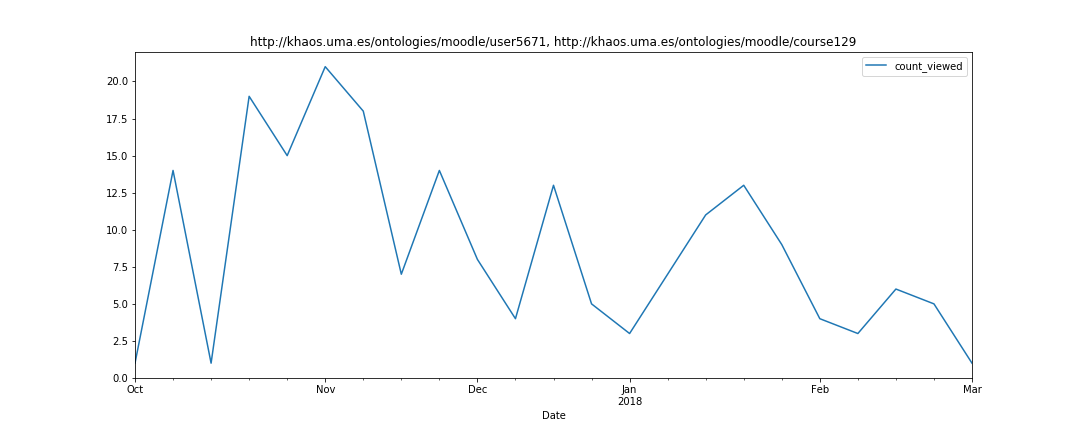 http://khaos.uma.es/ontologies/moodle/user5671, http://khaos.uma.es/ontologies/moodle/course129
count_viewed
20.0
17.5
15.0
12.5
10.0
7.5
5.0
2.5
0.0
Oct Nov Dec Jan Feb Mar
2018
Date